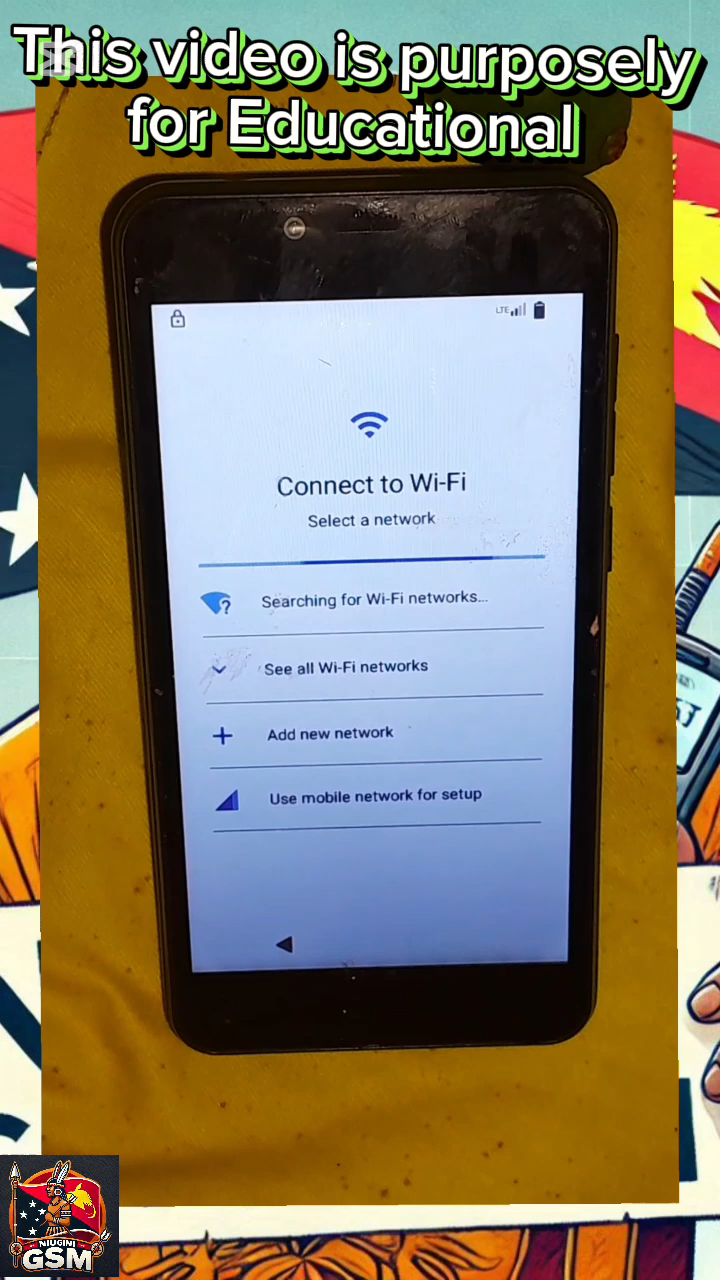 This video is purposely
for Educational
LTE
Connect to Wi-Fi
Select a network
Searching for Wi-Fi networks...
See all Wi-Fi networks
Add new network
Use mobile network for setup
NIUGINI
GSM